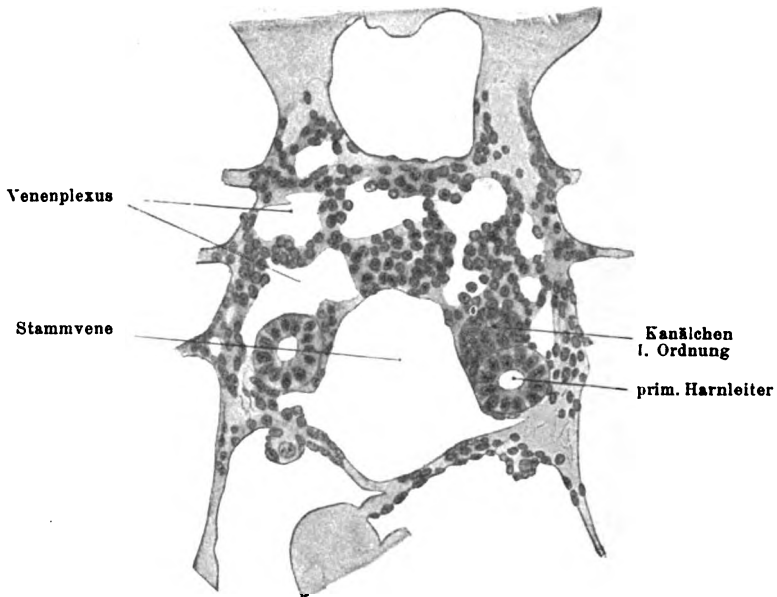 Venenplexus
Stammvene
Kanälchen
I. Ordnung
prim. Harnleiter